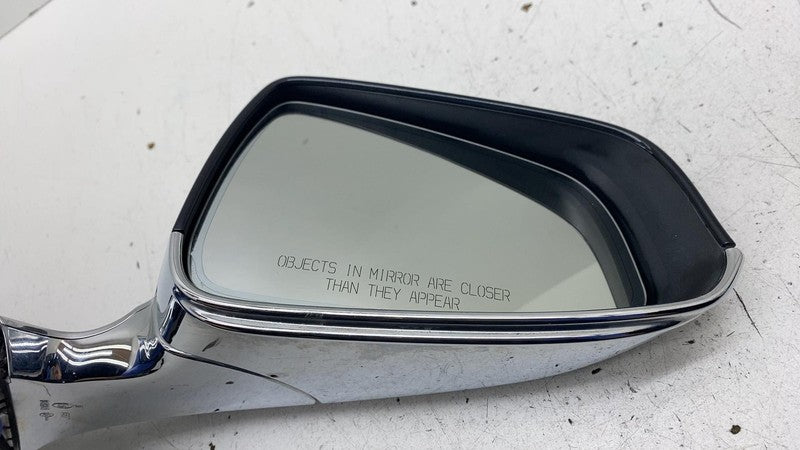 OBJECTS IN MIRROR ARE CLOSER
THAN THEY APPEAR